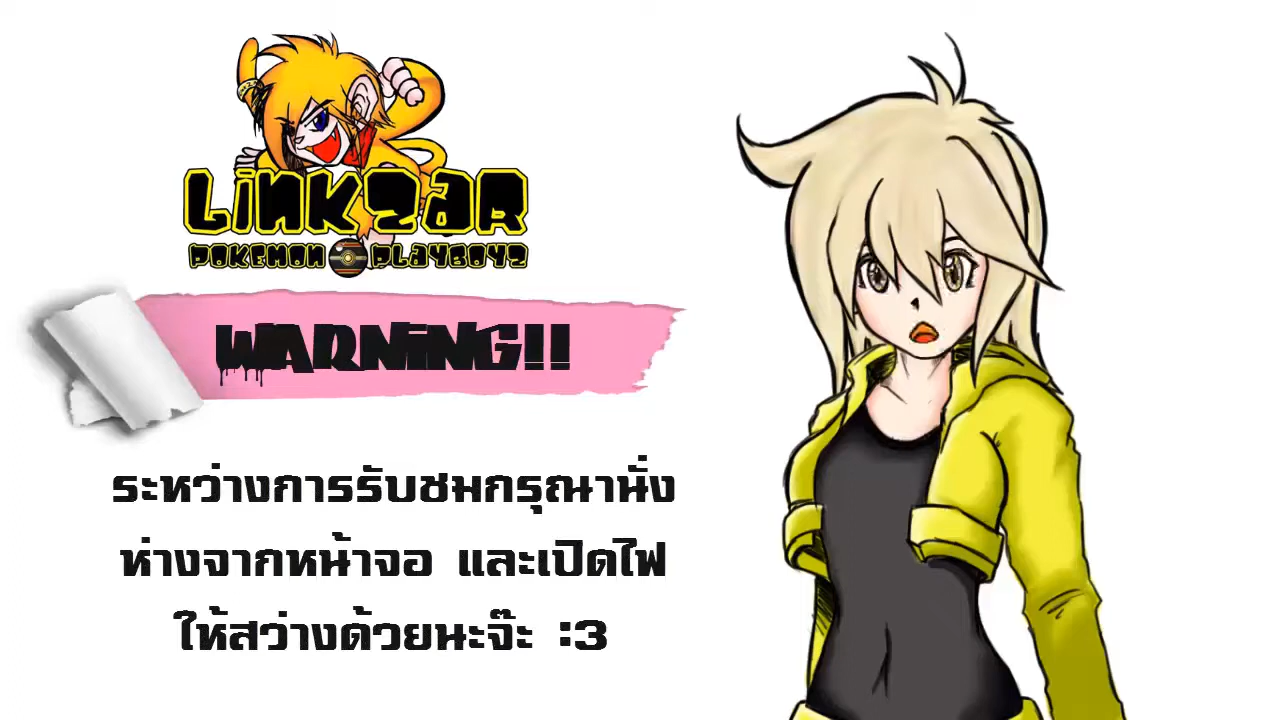 LINKZAR
POKEMON PLAYBOYZ
WARNING!!
ระหว่างการรับชมกรุณานั่ง
ห่างจากหน้าจอ และเปิดไฟ
ให้สว่างด้วยนะจ๊ะ :3